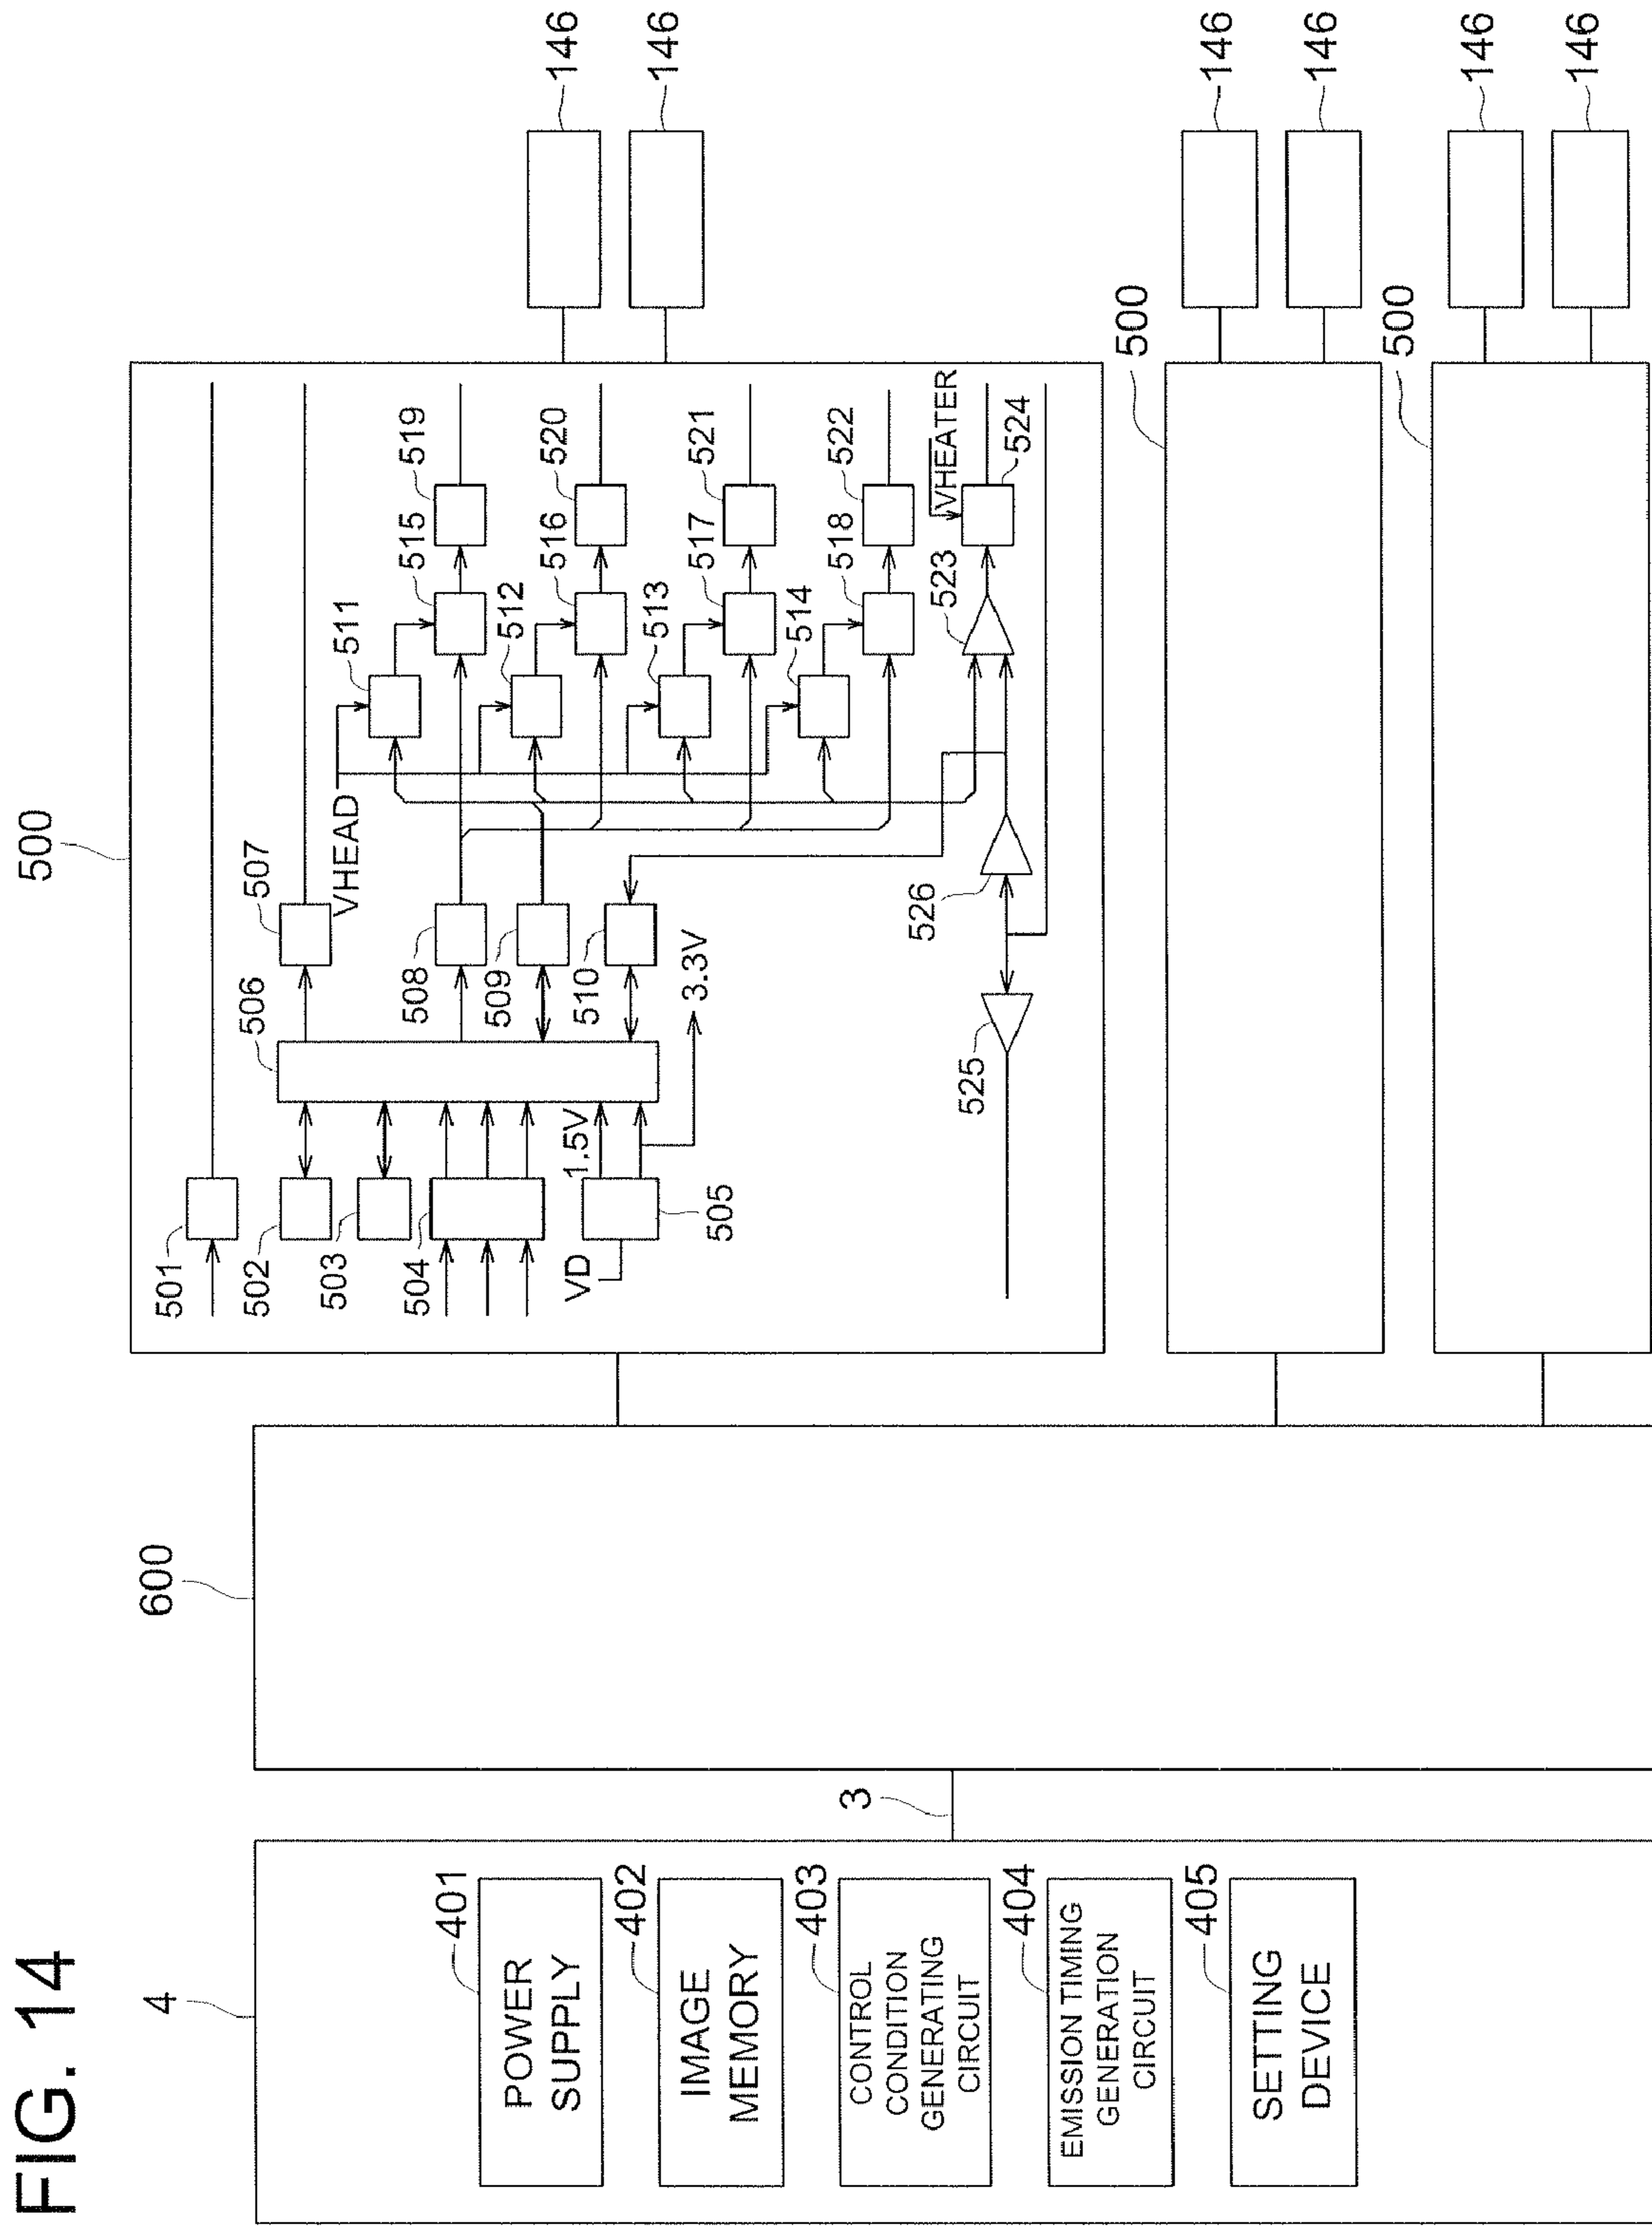 FIG. 14
4
401
POWER
SUPPLY
402
IMAGE
MEMORY
403
CONTROL
CONDITION
GENERATING
CIRCUIT
404
EMISSION TIMING
GENERATION
CIRCUIT
405
SETTING
DEVICE
3
600
500
501
502
503
504
VD
505
1.5V
3.3V
506
507
508
509
510
VHEAD
511
512
513
514
515
516
517
518
519
520
521
522
523
VHEATER
524
525
526
146
146
500
146
146
500
146
146